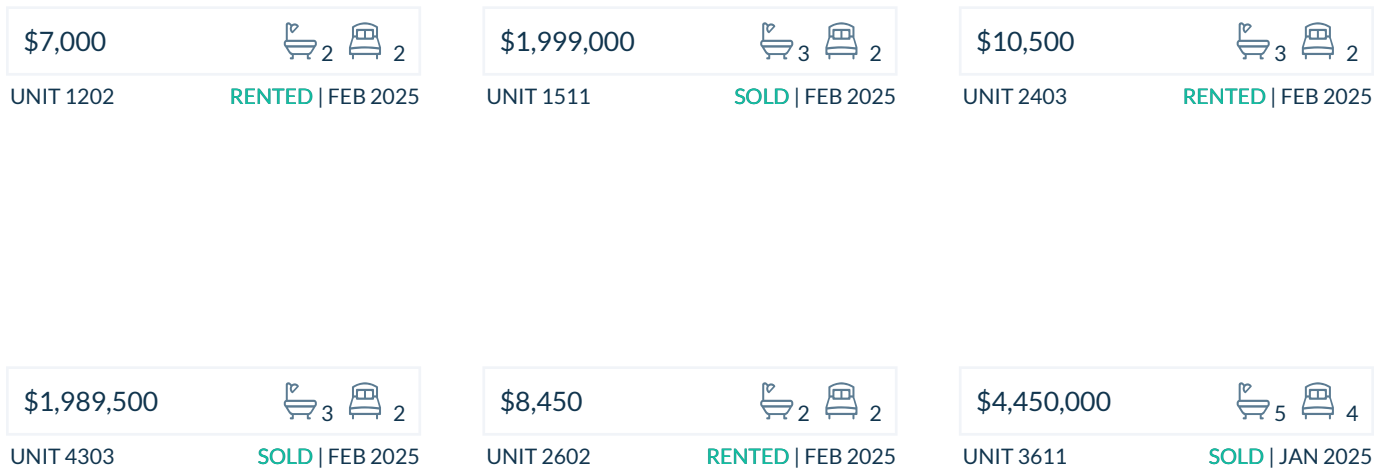 $7,000 2 2
UNIT 1202 RENTED | FEB 2025
$1,999,000 3 2
UNIT 1511 SOLD | FEB 2025
$10,500 3 2
UNIT 2403 RENTED | FEB 2025
$1,989,500 3 2
UNIT 4303 SOLD | FEB 2025
$8,450 2 2
UNIT 2602 RENTED | FEB 2025
$4,450,000 5 4
UNIT 3611 SOLD | JAN 2025